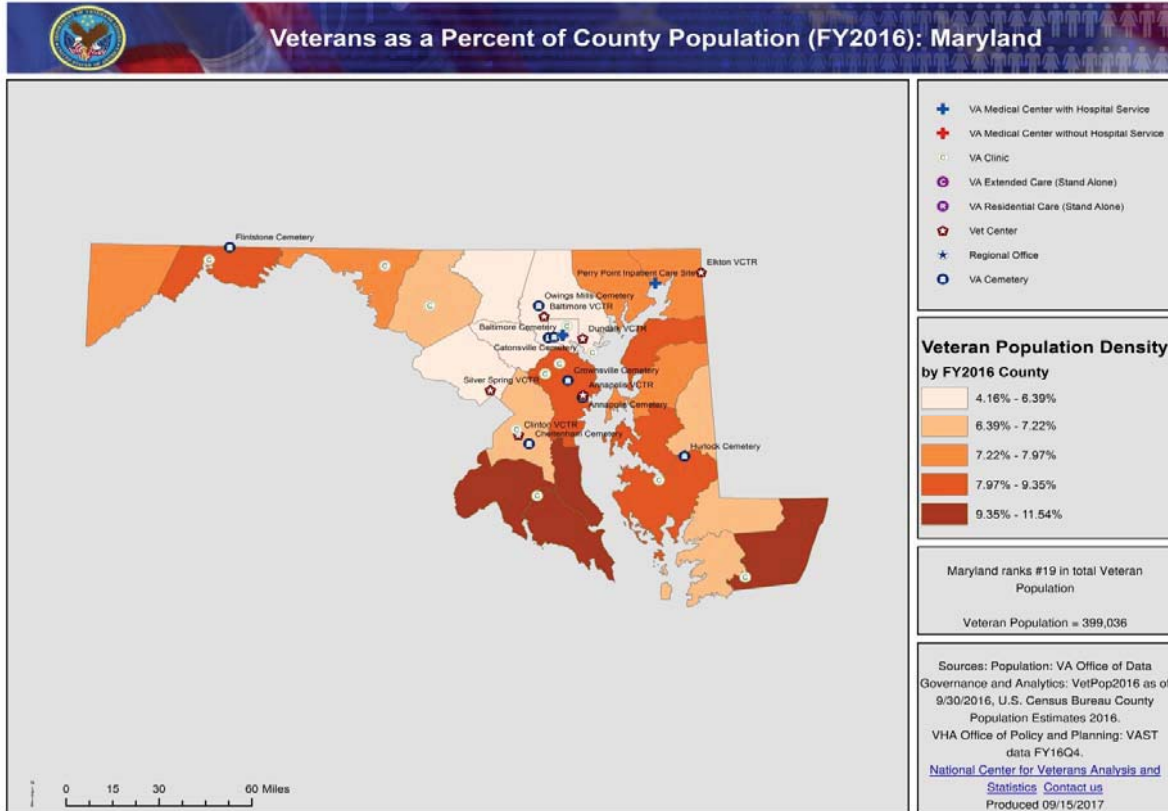 Veterans as a Percent of County Population (FY2016): Maryland
Flintstone Cemetery
Elkton VCTR
Perry Point Inpatient Care Site
Owings Mills Cemetery
Baltimore VCTR
Baltimore Cemetery
Dundalk VCTR
Catonsville Cemetery
Crownsville Cemetery
Silver Spring VCTR
Annapolis VCTR
Annapolis Cemetery
Clinton VCTR
Cheltenham Cemetery
Hurlock Cemetery
0 15 30 60 Miles
VA Medical Center with Hospital Service
VA Medical Center without Hospital Service
C VA Clinic
C VA Extended Care (Stand Alone)
R VA Residential Care (Stand Alone)
Vet Center
Regional Office
VA Cemetery
Veteran Population Density
by FY2016 County
4.16% - 6.39%
6.39% - 7.22%
7.22% - 7.97%
7.97% - 9.35%
9.35% - 11.54%
Maryland ranks #19 in total Veteran
Population
Veteran Population = 399,036
Sources: Population: VA Office of Data
Governance and Analytics: VetPop2016 as of
9/30/2016, U.S. Census Bureau County
Population Estimates 2016.
VHA Office of Policy and Planning: VAST
data FY16Q4.
National Center for Veterans Analysis and
Statistics Contact us
Produced 09/15/2017